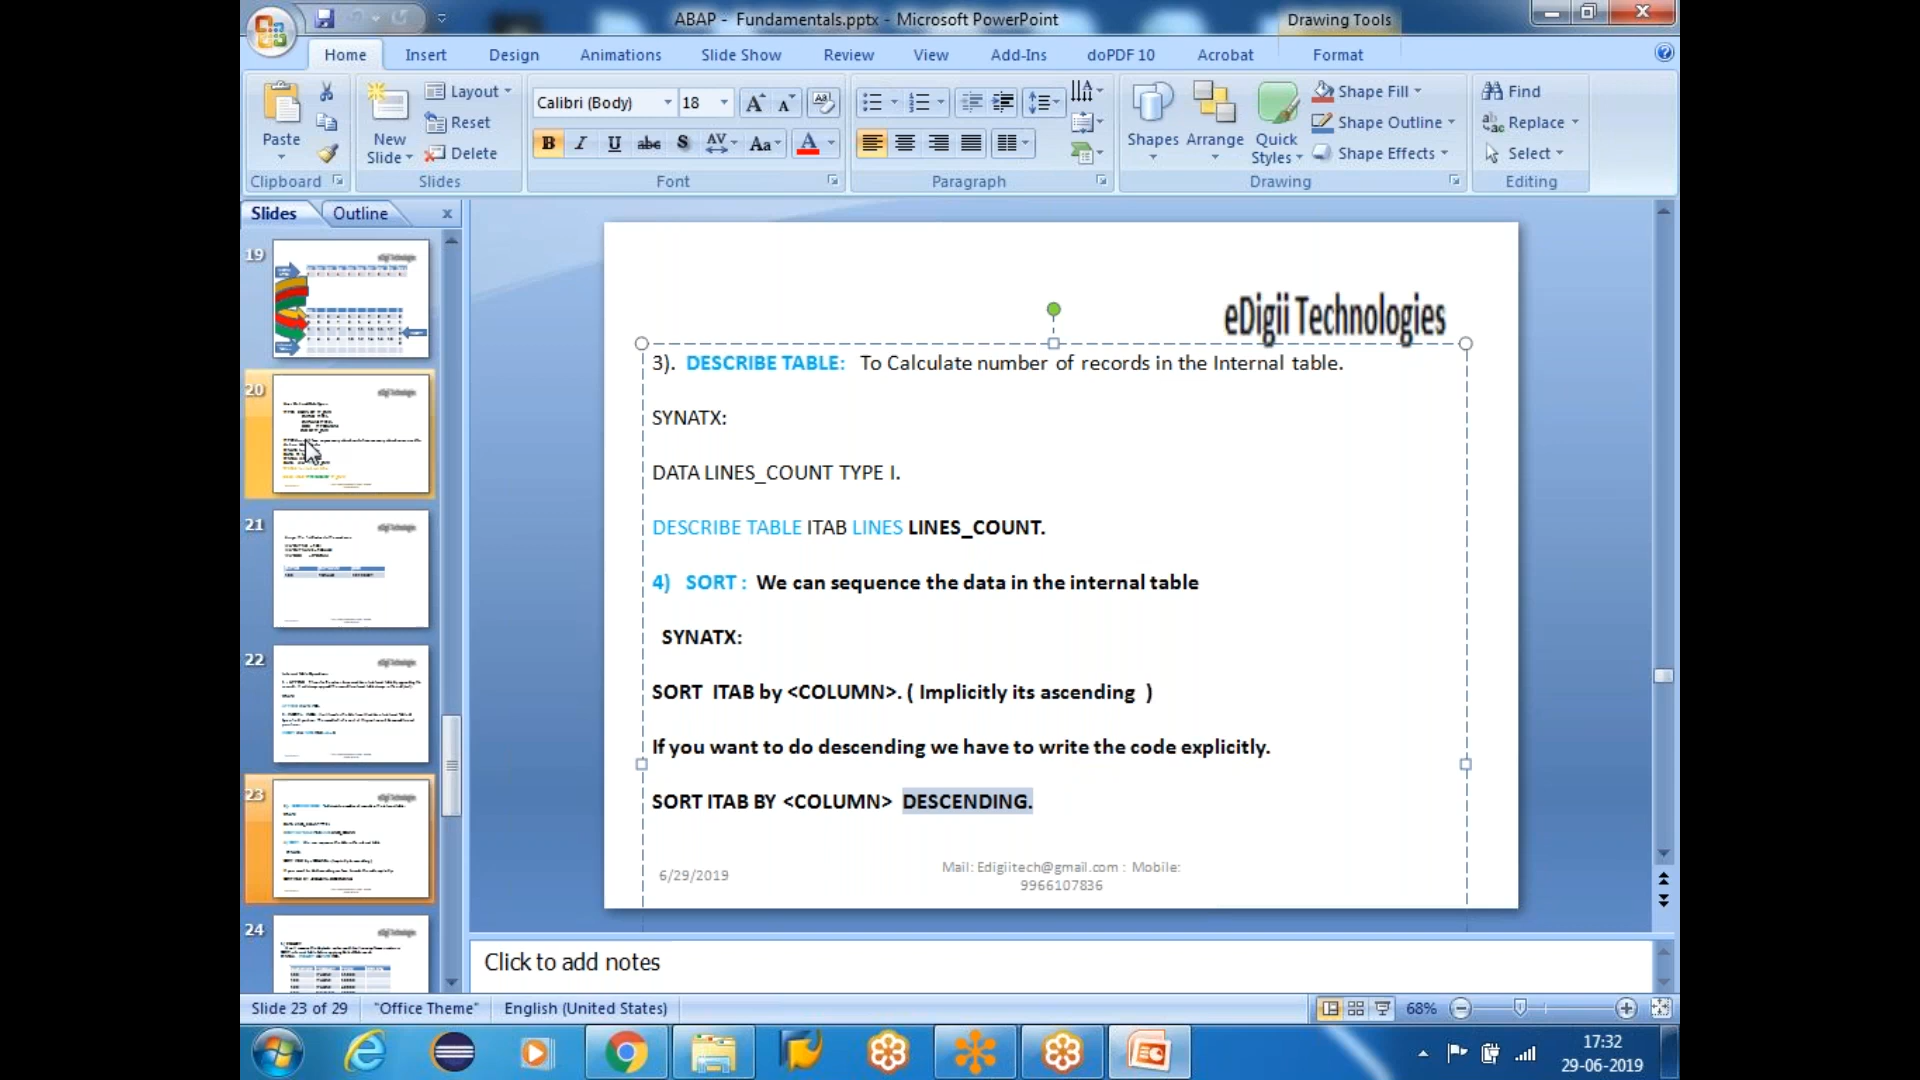 ABAP - Fundamentals.pptx - Microsoft PowerPoint
Drawing Tools
Home Insert Design Animations Slide Show Review View Add-Ins doPDF 10 Acrobat Format
Paste
Clipboard
New
Slide
Layout
Reset
Delete
Slides
Calibri (Body) 18
Font
Paragraph
Shapes Arrange Quick
Styles
Shape Fill
Shape Outline
Shape Effects
Drawing
Find
Replace
Select
Editing
Slides Outline
19
20
21
22
23
24
eDigii Technologies
3). DESCRIBE TABLE: To Calculate number of records in the Internal table.
SYNATX:
DATA LINES_COUNT TYPE I.
DESCRIBE TABLE ITAB LINES LINES_COUNT.
4) SORT : We can sequence the data in the internal table
SYNATX:
SORT ITAB by <COLUMN>. ( Implicitly its ascending )
If you want to do descending we have to write the code explicitly.
SORT ITAB BY <COLUMN> DESCENDING.
6/29/2019
Mail: Edigiitech@gmail.com : Mobile:
9966107836
Click to add notes
Slide 23 of 29 "Office Theme" English (United States) 68%
17:32
29-06-2019